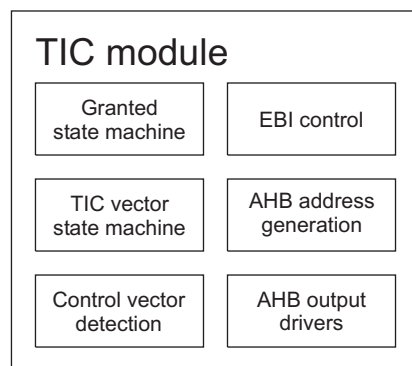 TIC module
Granted
state machine
EBI control
TIC vector
state machine
AHB address
generation
Control vector
detection
AHB output
drivers